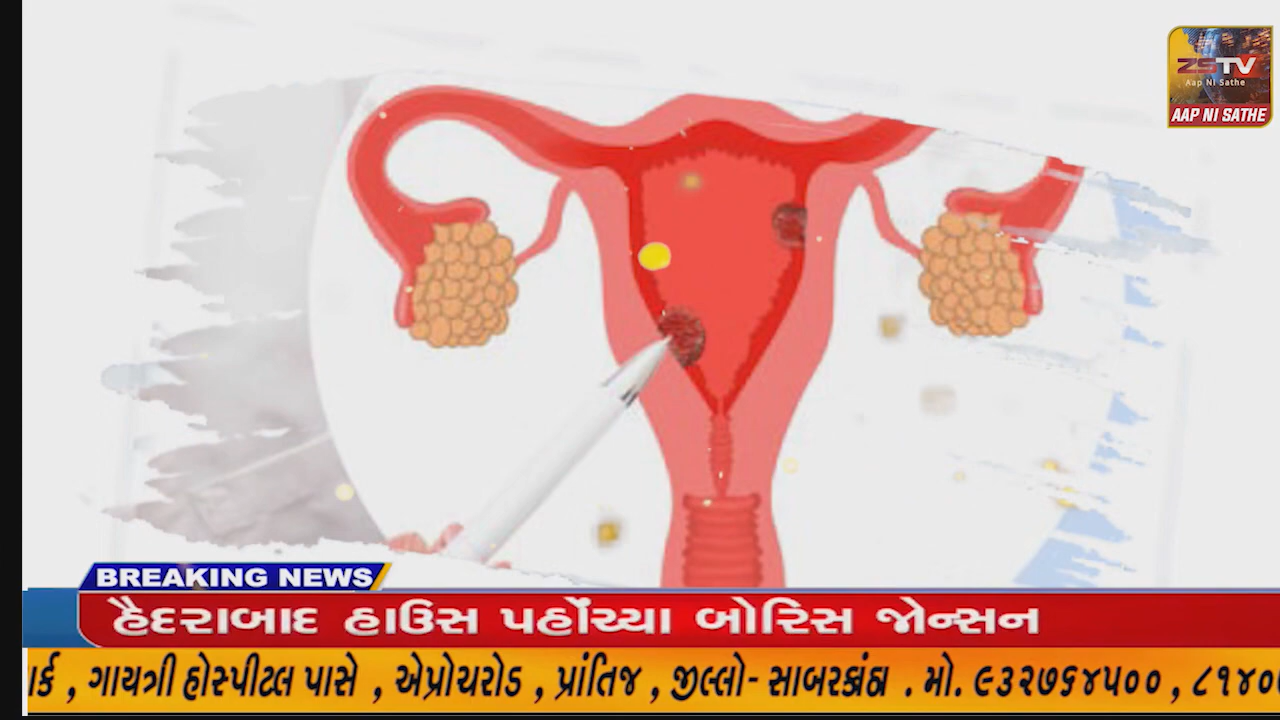 ZSTV
Aap Ni Sathe
AAP NI SATHE
BREAKING NEWS
હૈદરાબાદ હાઉસ પહોંચ્યા બોરિસ જોન્સન
ર્ક , ગાયત્રી હોસ્પીટલ પાસે , એપ્રોચરોડ , પ્રાંતિજ , જીલ્લો- સાબરકાંઠા . મો. ૯૩૨૭૬૪૫૦૦ , ૮૧૪૦